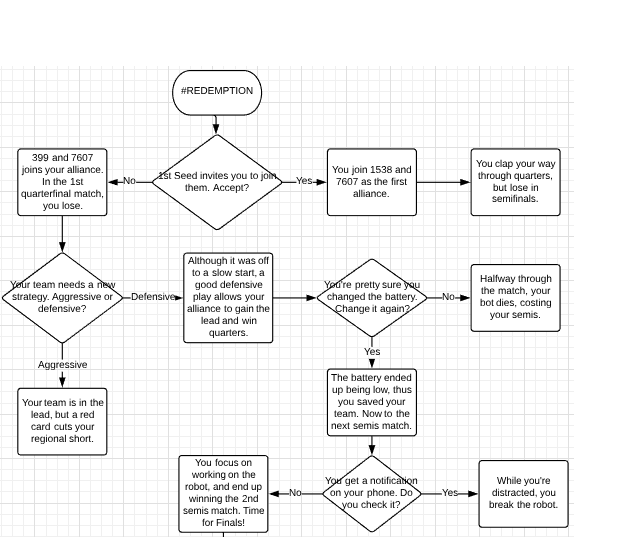 #REDEMPTION
399 and 7607
joins your alliance.
In the 1st
quarterfinal match,
you lose.
No
1st Seed invites you to join
them. Accept?
Yes
You join 1538 and
7607 as the first
alliance.
You clap your way
through quarters,
but lose in
semifinals.
Your team needs a new
strategy. Aggressive or
defensive?
Defensive
Although it was off
to a slow start, a
good defensive
play allows your
alliance to gain the
lead and win
quarters.
You're pretty sure you
changed the battery.
Change it again?
No
Halfway through
the match, your
bot dies, costing
your semis.
Aggressive
Yes
Your team is in the
lead, but a red
card cuts your
regional short.
The battery ended
up being low, thus
you saved your
team. Now to the
next semis match.
You focus on
working on the
robot, and end up
winning the 2nd
semis match. Time
for Finals!
No
You get a notification
on your phone. Do
you check it?
Yes
While you're
distracted, you
break the robot.